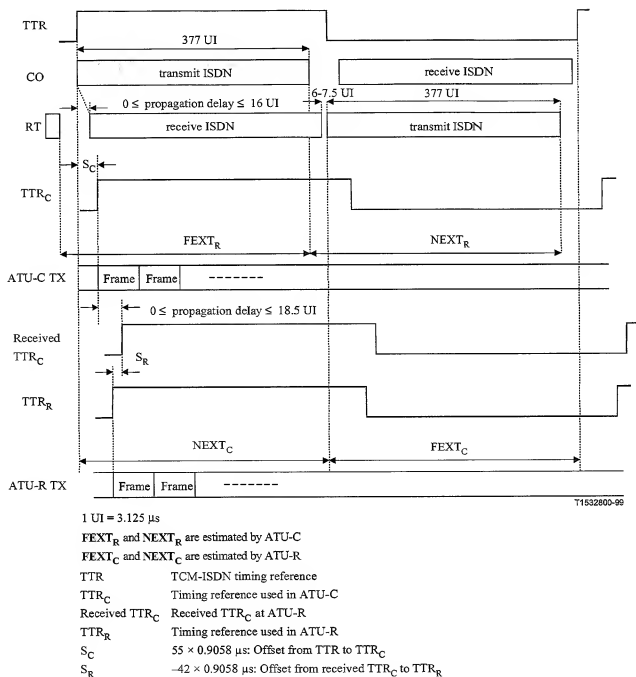 TTR
377 UI
CO
transmit ISDN
receive ISDN
6-7.5 UI
377 UI
0 ≤ propagation delay ≤ 16 UI
RT
receive ISDN
transmit ISDN
S_C
TTR_C
FEXT_R
NEXT_R
ATU-C TX
Frame
Frame
0 ≤ propagation delay ≤ 18.5 UI
Received
TTR_C
S_R
TTR_R
NEXT_C
FEXT_C
ATU-R TX
Frame
Frame
T1532800-99
1 UI = 3.125 μs
FEXT_R and NEXT_R are estimated by ATU-C
FEXT_C and NEXT_C are estimated by ATU-R
TTR TCM-ISDN timing reference
TTR_C Timing reference used in ATU-C
Received TTR_C Received TTR_C at ATU-R
TTR_R Timing reference used in ATU-R
S_C 55 × 0.9058 μs: Offset from TTR to TTR_C
S_R –42 × 0.9058 μs: Offset from received TTR_C to TTR_R